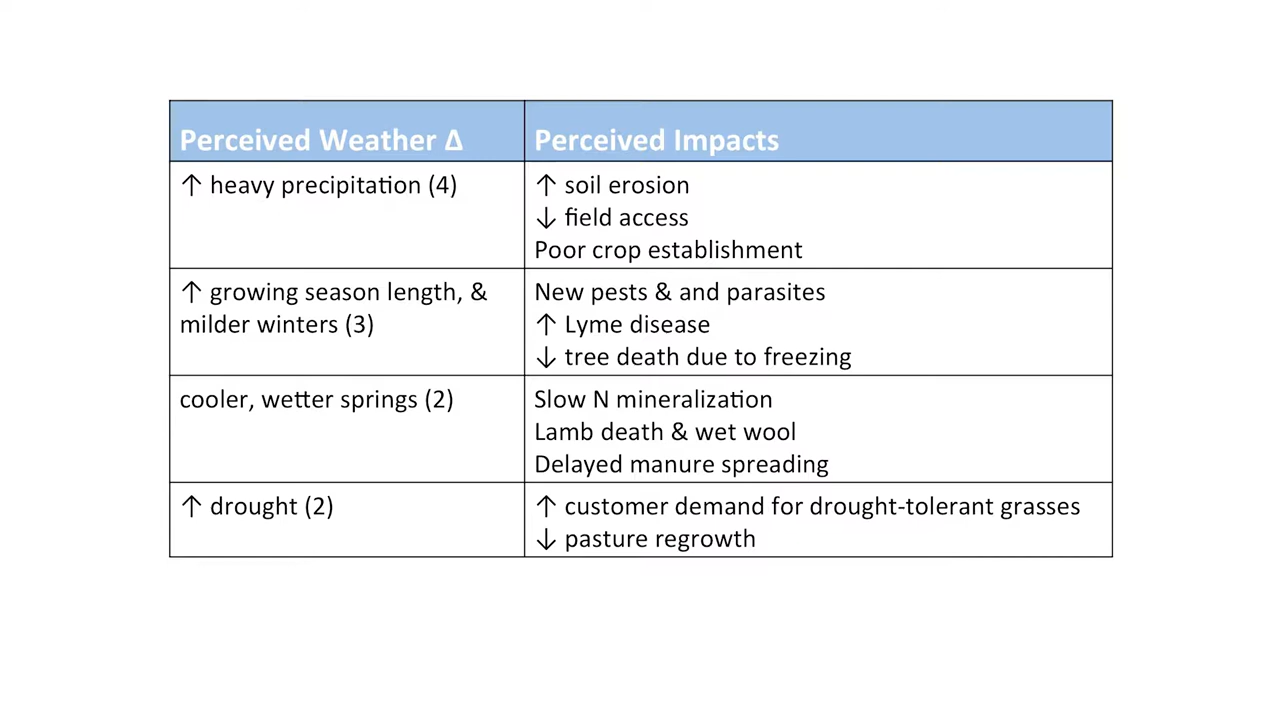 Perceived Weather Δ
Perceived Impacts
↑ heavy precipitation (4)
↑ soil erosion
↓ field access
Poor crop establishment
↑ growing season length, &
milder winters (3)
New pests & and parasites
↑ Lyme disease
↓ tree death due to freezing
cooler, wetter springs (2)
Slow N mineralization
Lamb death & wet wool
Delayed manure spreading
↑ drought (2)
↑ customer demand for drought-tolerant grasses
↓ pasture regrowth